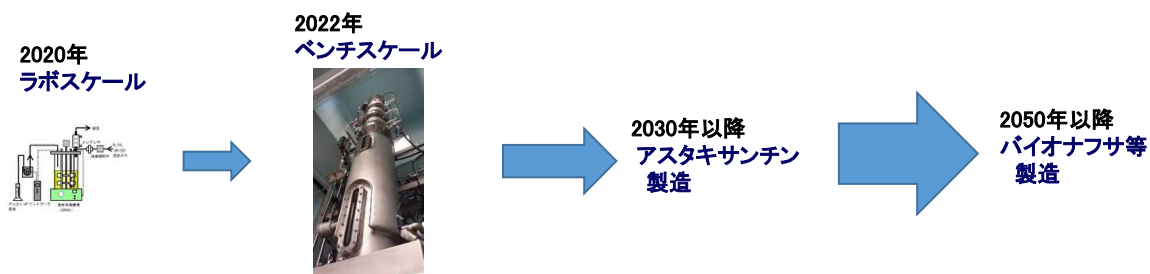 2020年
ラボスケール
2022年
ベンチスケール
2030年以降
アスタキサンチン
製造
2050年以降
バイオナフサ等
製造